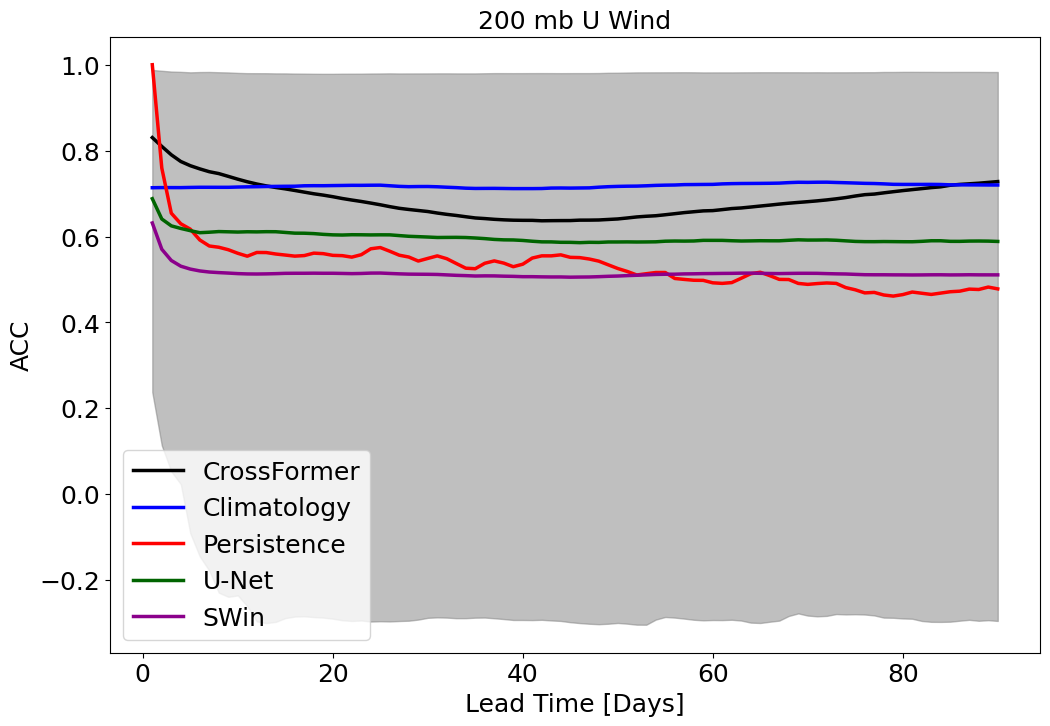 200 mb U Wind
ACC
1.0
0.8
0.6
0.4
0.2
0.0
−0.2
CrossFormer
Climatology
Persistence
U-Net
SWin
0 20 40 60 80
Lead Time [Days]